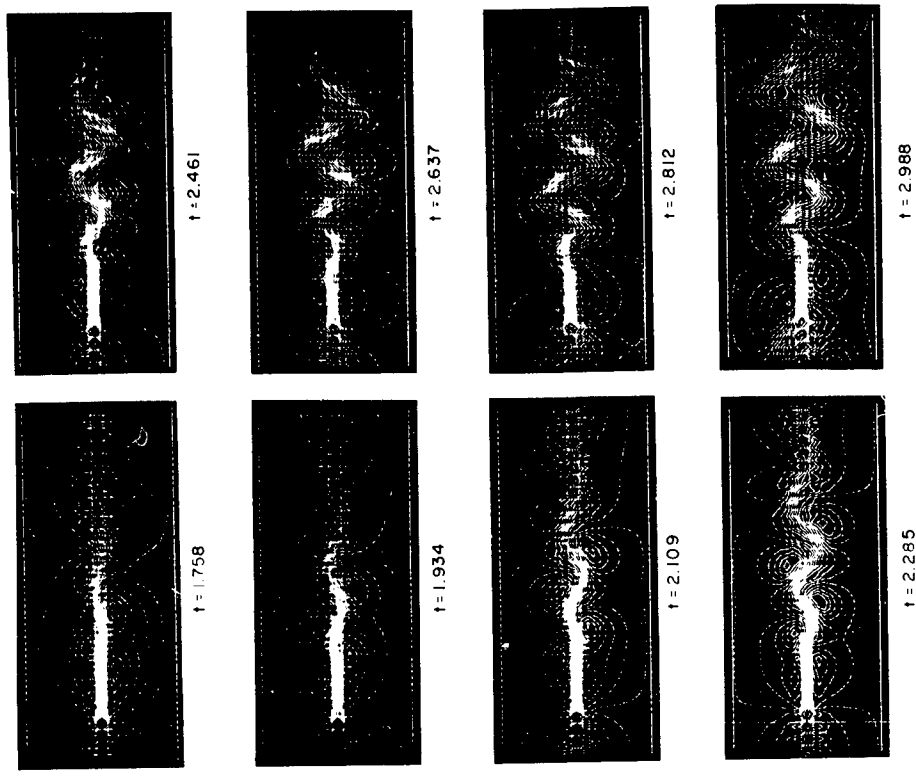 t = 2.461
t = 2.637
t = 2.812
t = 2.988
t = 1.758
t = 1.934
t = 2.109
t = 2.285